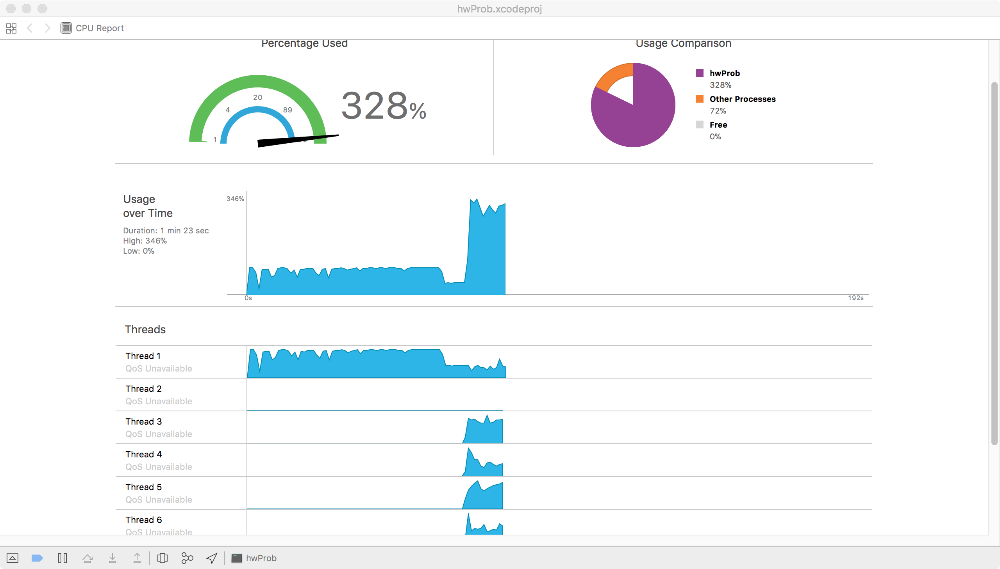 hwProb.xcodeproj
CPU Report
Percentage Used
Usage Comparison
1
4
20
89
328%
hwProb
328%
Other Processes
72%
Free
0%
Usage
over Time
Duration: 1 min 23 sec
High: 346%
Low: 0%
346%
0s
192s
Threads
Thread 1
QoS Unavailable
Thread 2
QoS Unavailable
Thread 3
QoS Unavailable
Thread 4
QoS Unavailable
Thread 5
QoS Unavailable
Thread 6
QoS Unavailable
hwProb